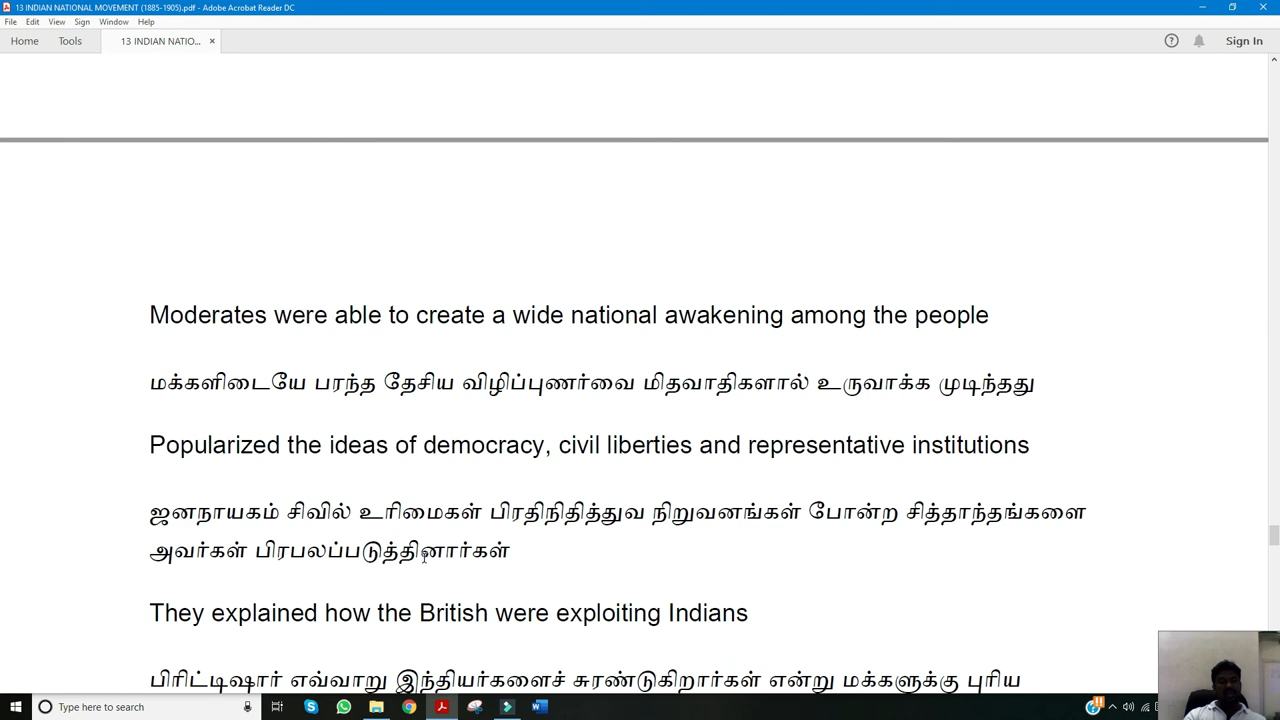 13 INDIAN NATIONAL MOVEMENT (1885-1905).pdf - Adobe Acrobat Reader DC
File Edit View Sign Window Help
Home Tools 13 INDIAN NATIO... × Sign In
Moderates were able to create a wide national awakening among the people
மக்களிடையே பரந்த தேசிய விழிப்புணர்வை மிதவாதிகளால் உருவாக்க முடிந்தது
Popularized the ideas of democracy, civil liberties and representative institutions
ஜனநாயகம் சிவில் உரிமைகள் பிரதிநிதித்துவ நிறுவனங்கள் போன்ற சித்தாந்தங்களை
அவர்கள் பிரபலப்படுத்தினார்கள்
They explained how the British were exploiting Indians
பிரிட்டிஷார் எவ்வாறு இந்தியர்களைச் சுரண்டுகிறார்கள் என்று மக்களுக்கு புரிய
Type here to search